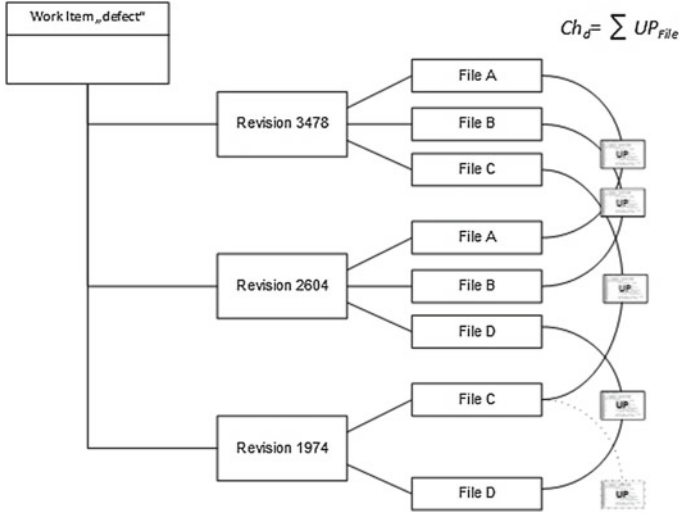 Work Item „defect"
Ch_d= ∑ UP_File
File A
Revision 3478
File B
File C
UP
UP
File A
Revision 2604
File B
UP
File D
File C
UP
Revision 1974
File D
UP